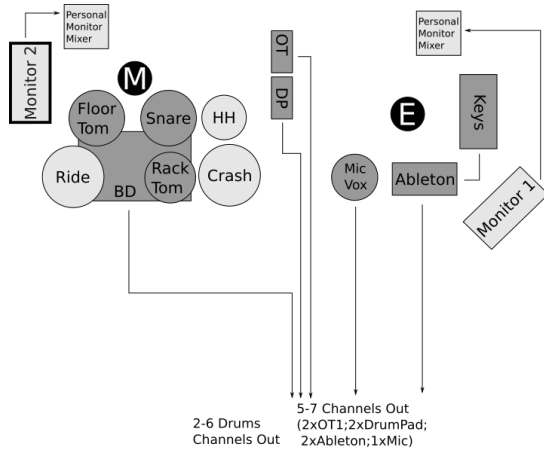 Monitor 2
Personal
Monitor
Mixer
M
Floor
Tom
Snare
HH
Ride
BD
Rack
Tom
Crash
OT
DP
Personal
Monitor
Mixer
E
Keys
Mic
Vox
Ableton
Monitor 1
2-6 Drums
Channels Out
5-7 Channels Out
(2xOT1;2xDrumPad;
2xAbleton;1xMic)